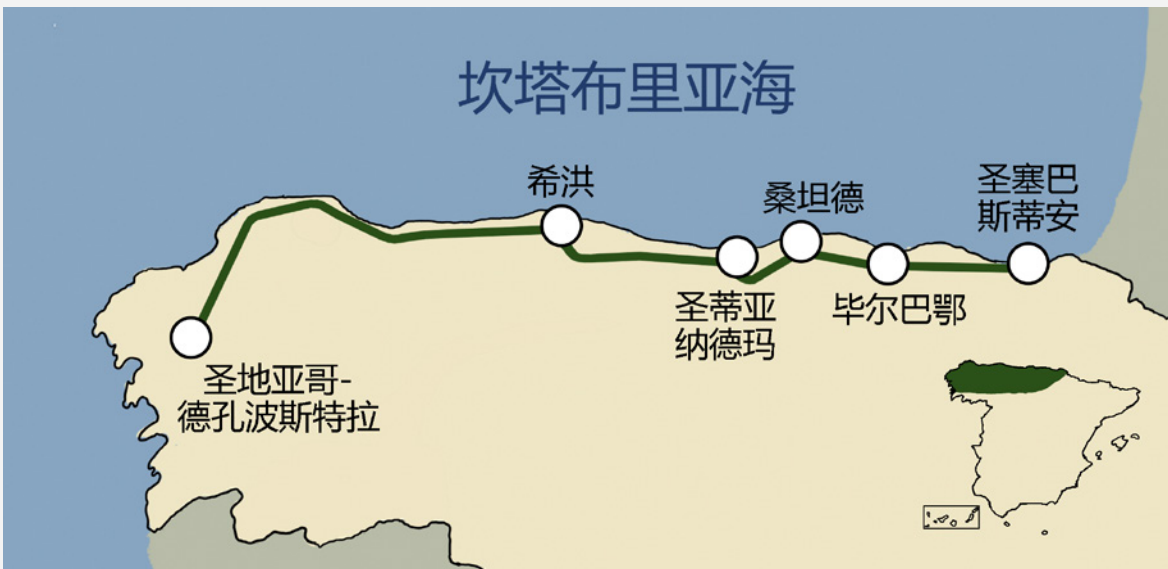 坎塔布里亚海
希洪
桑坦德
圣塞巴
斯蒂安
圣蒂亚
纳德玛
毕尔巴鄂
圣地亚哥-
德孔波斯特拉